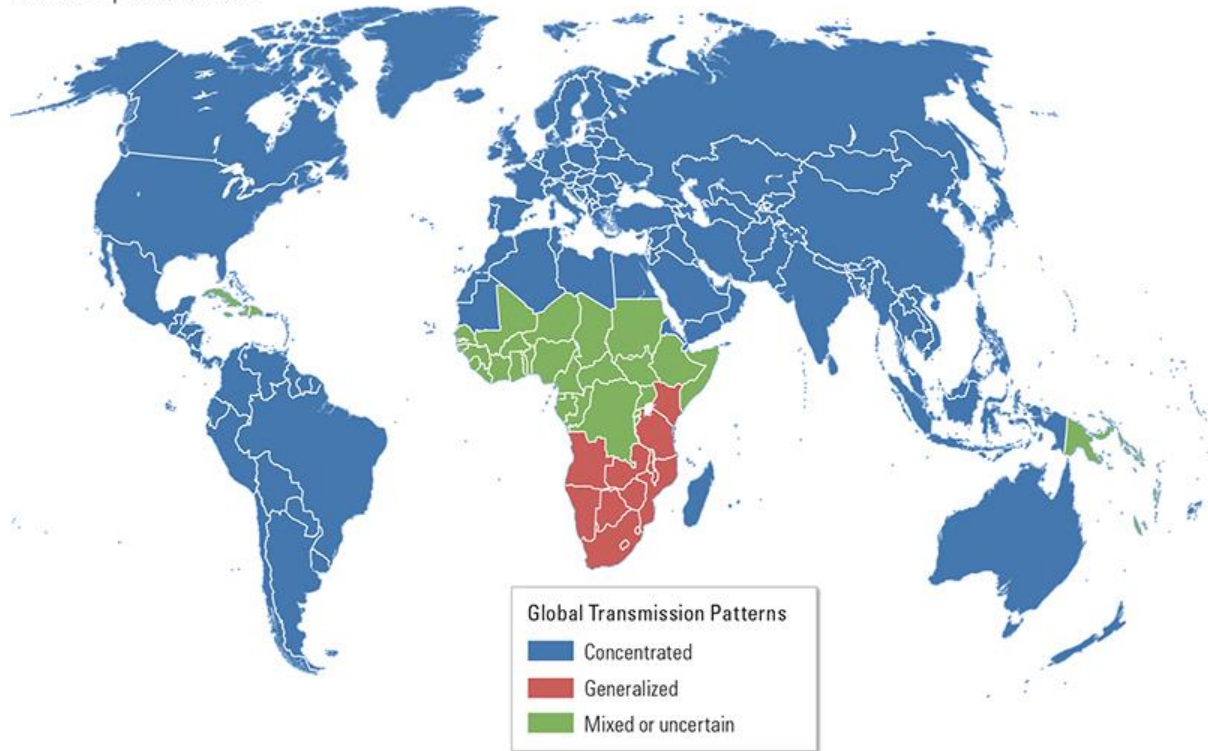 Global Transmission Patterns
Concentrated
Generalized
Mixed or uncertain